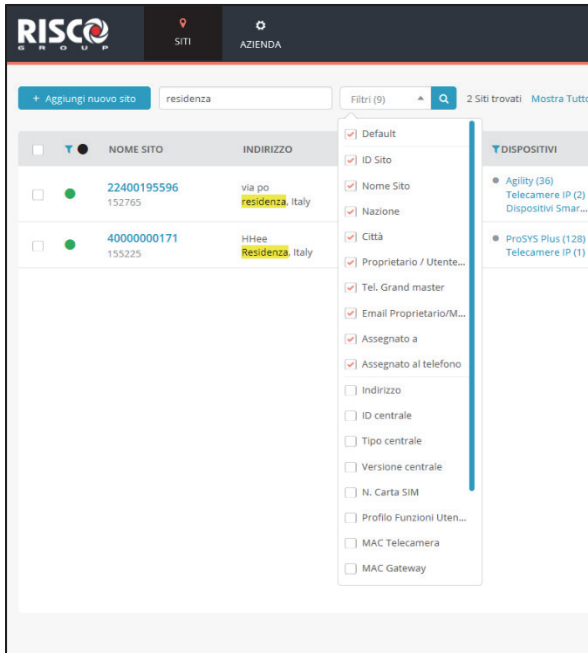 RISCO
GROUP
SITI
AZIENDA
+ Aggiungi nuovo sito
residenza
Filtri (9)
2 Siti trovati Mostra Tutto
NOME SITO
INDIRIZZO
DISPOSITIVI
22400195596
152765
via po
residenza, Italy
Agility (36)
Telecamere IP (2)
Dispositivi Smar...
40000000171
155225
HHee
Residenza, Italy
ProSYS Plus (128)
Telecamere IP (1)
Default
ID Sito
Nome Sito
Nazione
Città
Proprietario / Utente...
Tel. Grand master
Email Proprietario/M...
Assegnato a
Assegnato al telefono
Indirizzo
ID centrale
Tipo centrale
Versione centrale
N. Carta SIM
Profilo Funzioni Uten...
MAC Telecamera
MAC Gateway